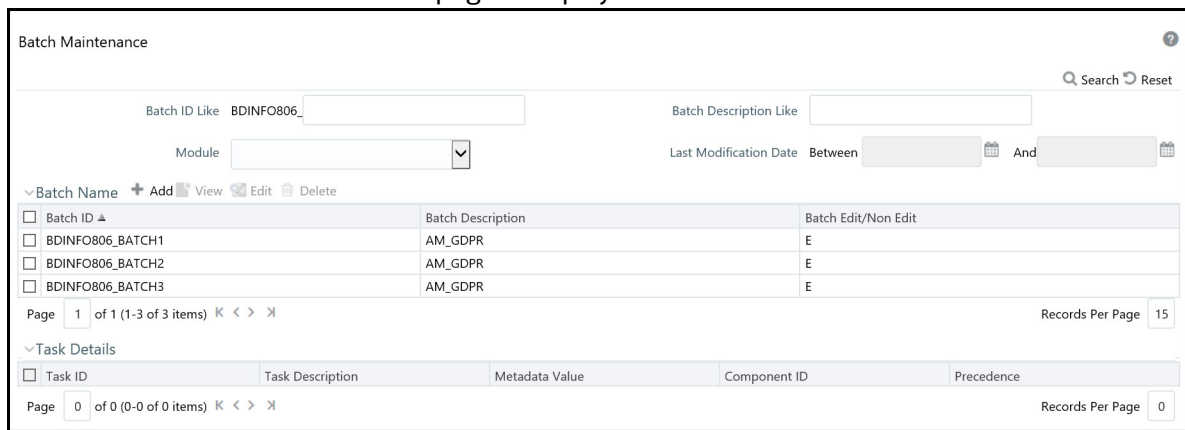 Batch Maintenance
Search Reset
Batch ID Like BDINFO806_ Batch Description Like
Module Last Modification Date Between And
Batch Name Add View Edit Delete
Batch ID Batch Description Batch Edit/Non Edit
BDINFO806_BATCH1 AM_GDPR E
BDINFO806_BATCH2 AM_GDPR E
BDINFO806_BATCH3 AM_GDPR E
Page 1 of 1 (1-3 of 3 items) Records Per Page 15
Task Details
Task ID Task Description Metadata Value Component ID Precedence
Page 0 of 0 (0-0 of 0 items) Records Per Page 0